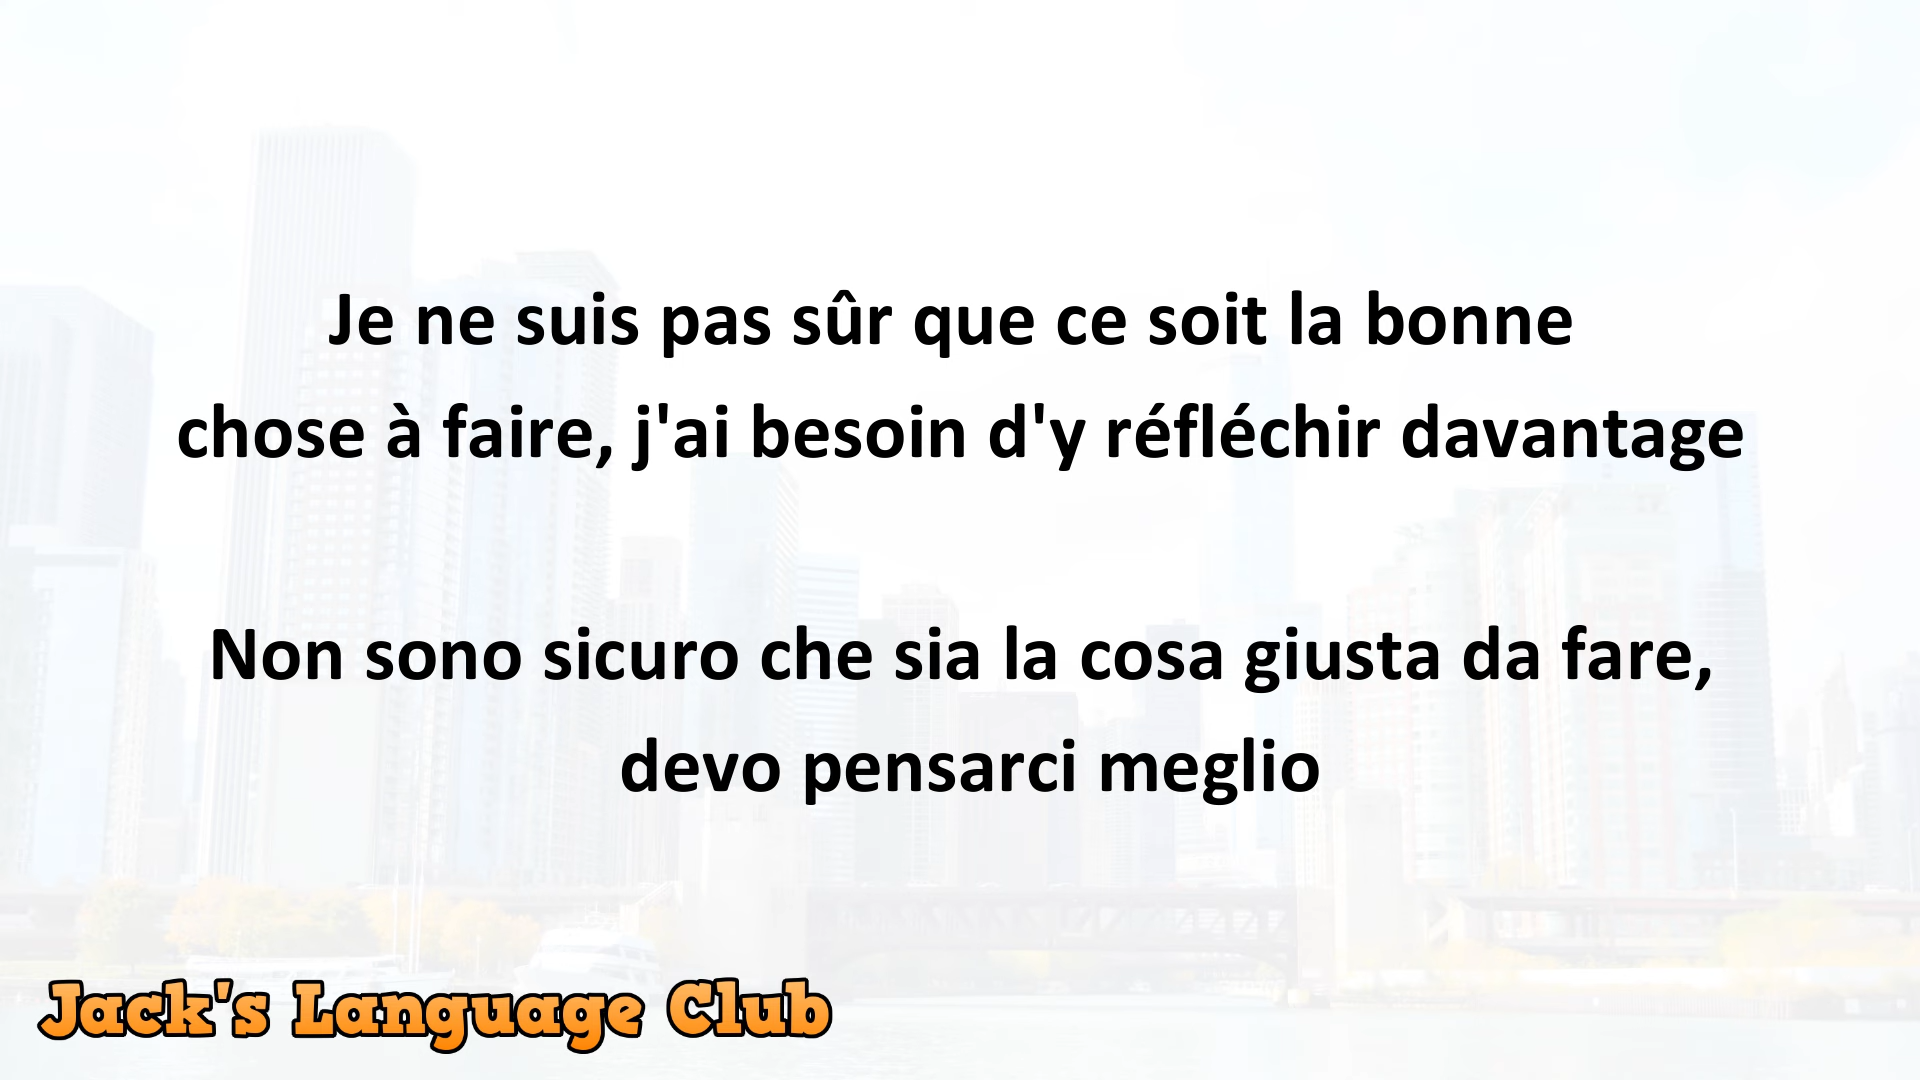 Je ne suis pas sûr que ce soit la bonne
chose à faire, j'ai besoin d'y réfléchir davantage
Non sono sicuro che sia la cosa giusta da fare,
devo pensarci meglio
Jack's Language Club